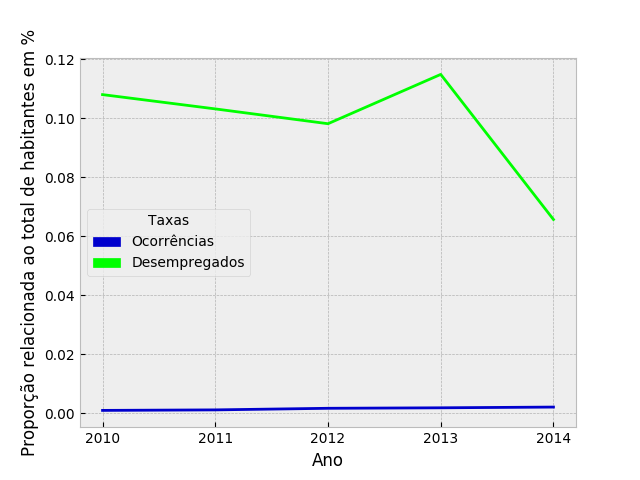 Proporção relacionada ao total de habitantes em %
0.12
0.10
0.08
0.06
0.04
0.02
0.00
Taxas
Ocorrências
Desempregados
2010 2011 2012 2013 2014
Ano